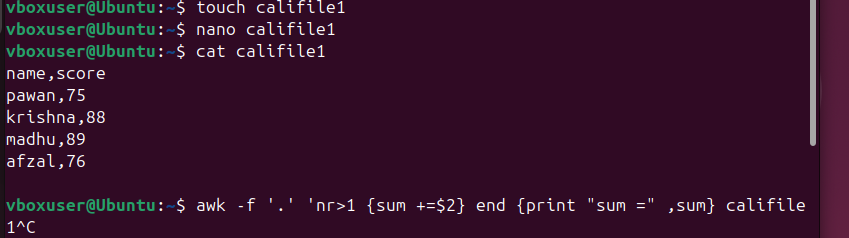 vboxuser@Ubuntu:~$ touch califile1
vboxuser@Ubuntu:~$ nano califile1
vboxuser@Ubuntu:~$ cat califile1
name,score
pawan,75
krishna,88
madhu,89
afzal,76
vboxuser@Ubuntu:~$ awk -f '.' 'nr>1 {sum +=$2} end {print "sum =" ,sum} califile
1^C